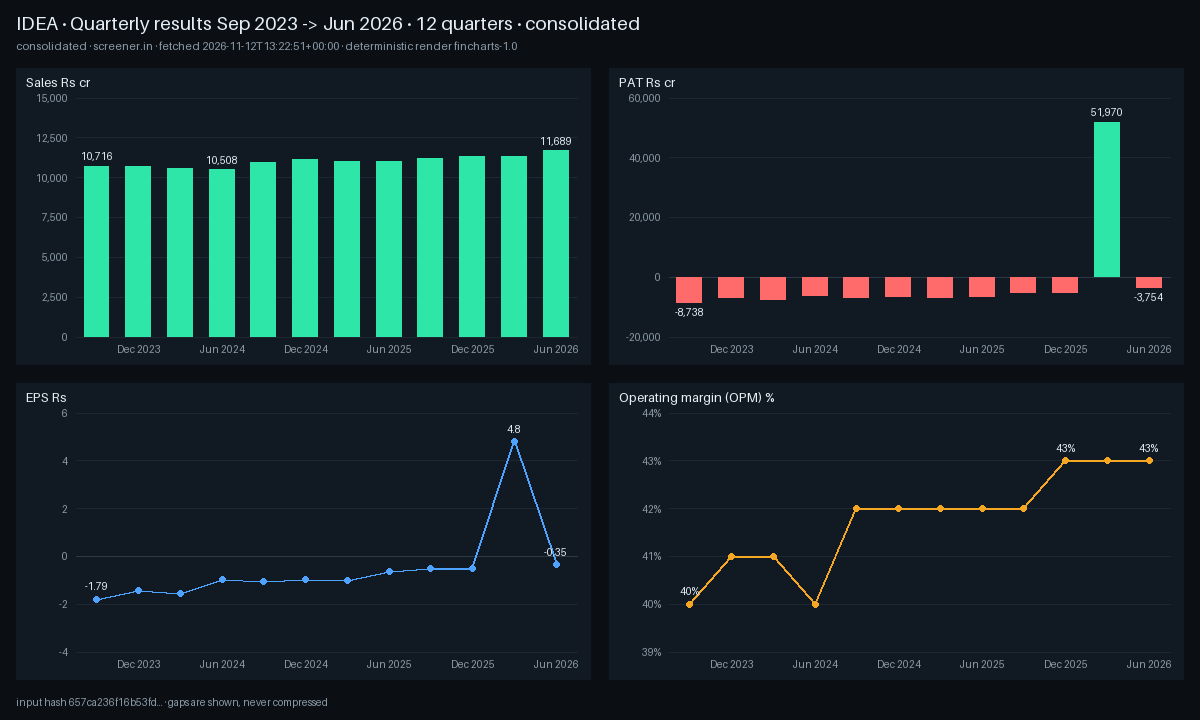 IDEA · Quarterly results Sep 2023 -> Jun 2026 · 12 quarters · consolidated
consolidated · screener.in · fetched 2026-11-12T13:22:51+00:00 · deterministic render fincharts-1.0
Sales Rs cr
15,000
12,500
10,000
7,500
5,000
2,500
0
10,716
10,508
11,689
Dec 2023
Jun 2024
Dec 2024
Jun 2025
Dec 2025
Jun 2026
PAT Rs cr
60,000
40,000
20,000
0
-20,000
-8,738
51,970
-3,754
Dec 2023
Jun 2024
Dec 2024
Jun 2025
Dec 2025
Jun 2026
EPS Rs
6
4
2
0
-2
-4
-1.79
4.8
-0.35
Dec 2023
Jun 2024
Dec 2024
Jun 2025
Dec 2025
Jun 2026
Operating margin (OPM) %
44%
43%
42%
41%
40%
39%
40%
43%
43%
Dec 2023
Jun 2024
Dec 2024
Jun 2025
Dec 2025
Jun 2026
input hash 657ca236f16b53fd… · gaps are shown, never compressed